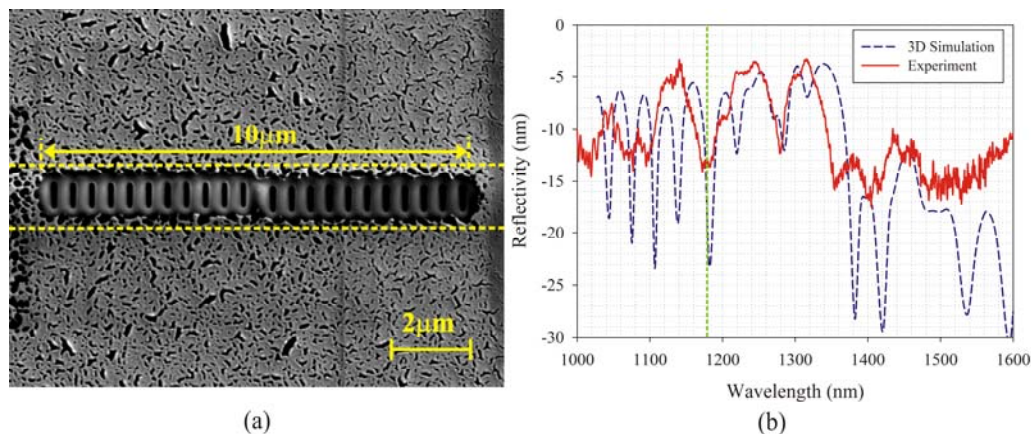 10μm
2μm
(a)
0
-5
-10
-15
-20
-25
-30
Reflectivity (nm)
3D Simulation
Experiment
1000 1100 1200 1300 1400 1500 1600
Wavelength (nm)
(b)